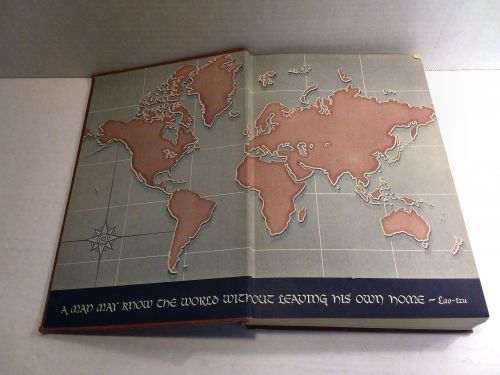 A MAN MAY KNOW THE WORLD WITHOUT LEAVING HIS OWN HOME ~ Lao-tzu